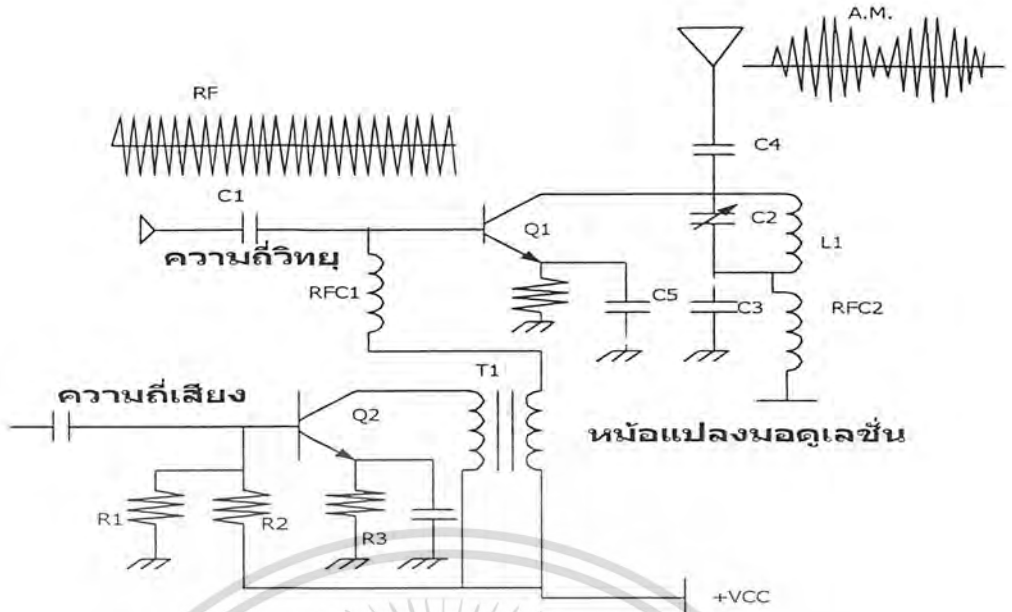 A.M.
RF
C4
C1
Q1
C2
L1
ความถี่วิทยุ
RFC1
C5
C3
RFC2
T1
ความถี่เสียง
Q2
หม้อแปลงมอดูเลชั่น
R1
R2
R3
+VCC